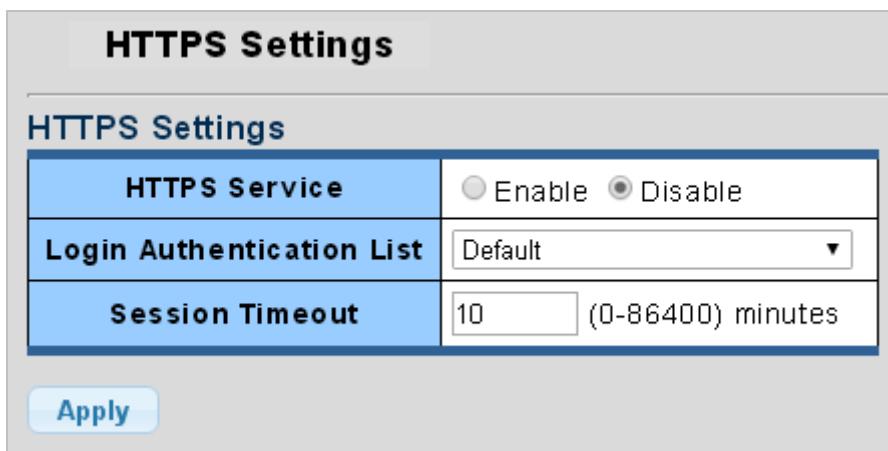 HTTPS Settings
HTTPS Settings
HTTPS Service Enable Disable
Login Authentication List Default
Session Timeout 10 (0-86400) minutes
Apply